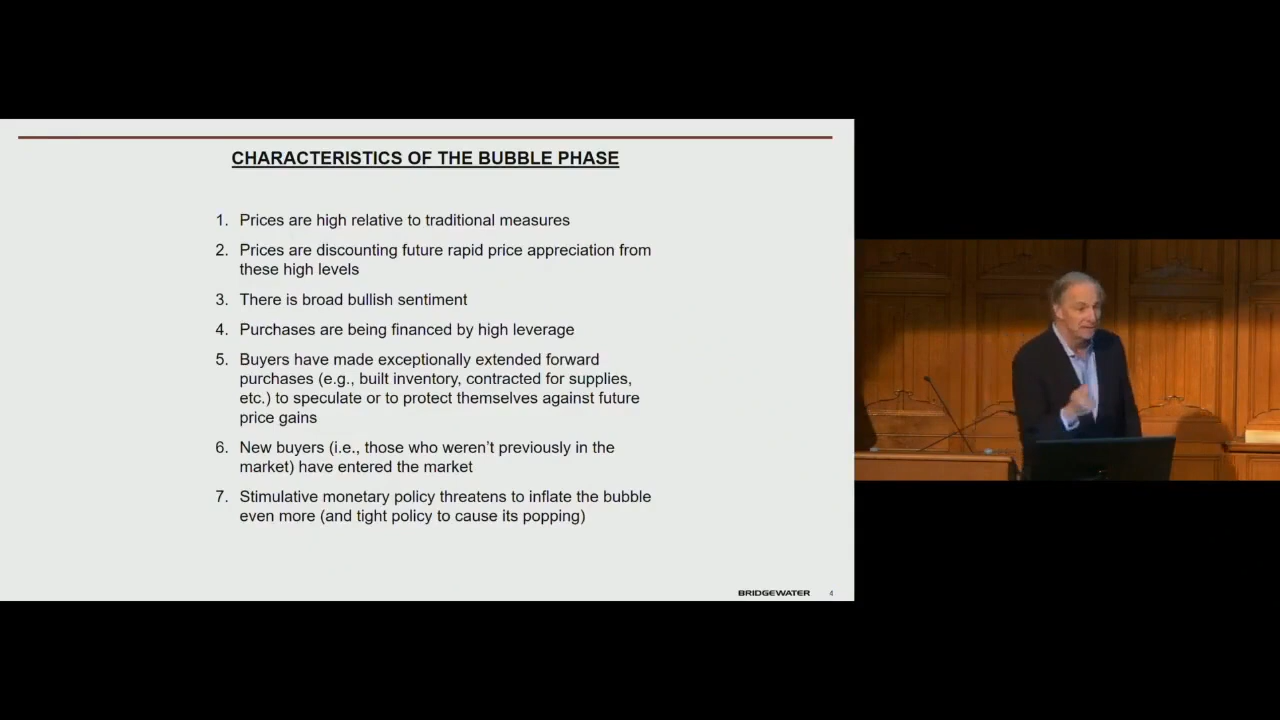 CHARACTERISTICS OF THE BUBBLE PHASE
1. Prices are high relative to traditional measures
2. Prices are discounting future rapid price appreciation from
these high levels
3. There is broad bullish sentiment
4. Purchases are being financed by high leverage
5. Buyers have made exceptionally extended forward
purchases (e.g., built inventory, contracted for supplies,
etc.) to speculate or to protect themselves against future
price gains
6. New buyers (i.e., those who weren’t previously in the
market) have entered the market
7. Stimulative monetary policy threatens to inflate the bubble
even more (and tight policy to cause its popping)
BRIDGEWATER 4